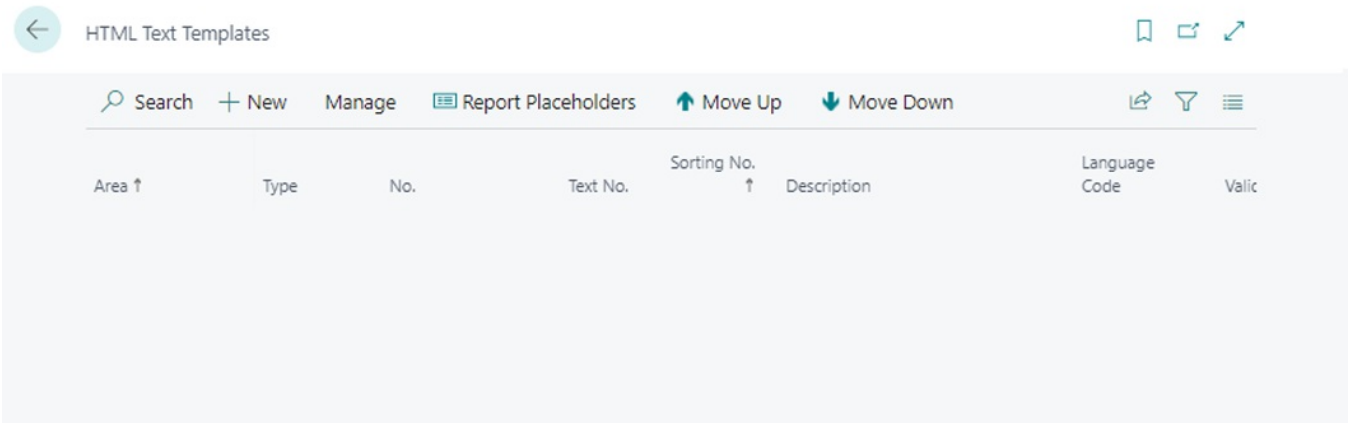 HTML Text Templates
Search New Manage Report Placeholders Move Up Move Down
Sorting No. Language
Area ↑ Type No. Text No. ↑ Description Code Valid